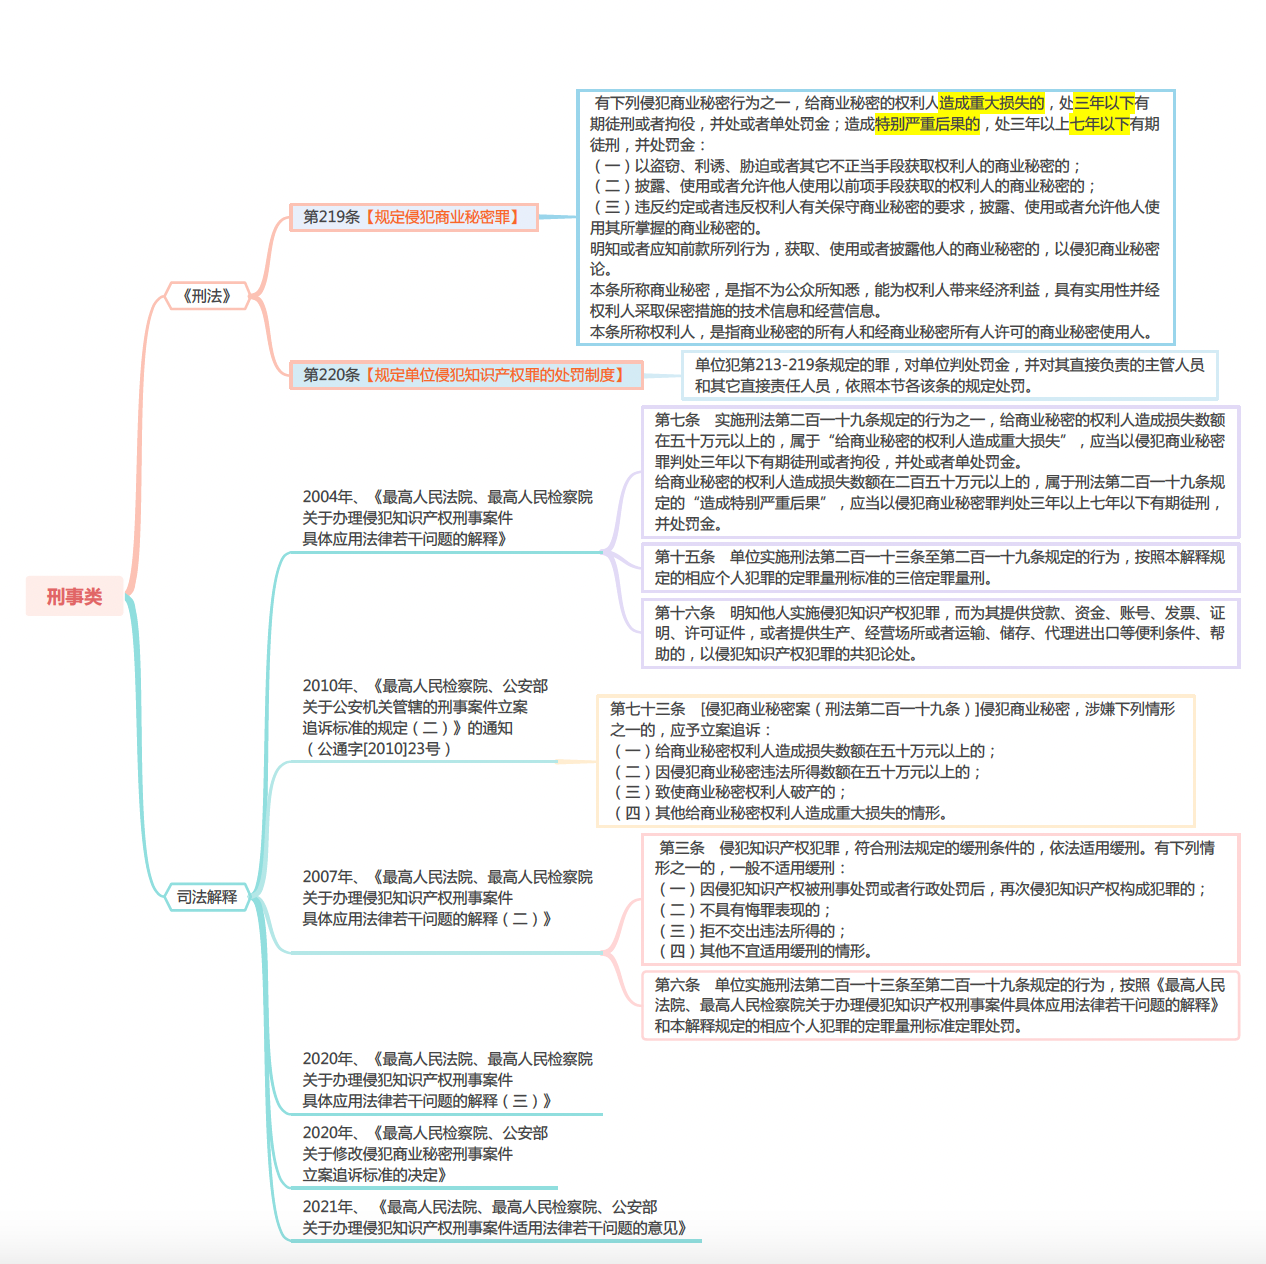 刑事类
《刑法》
第219条【规定侵犯商业秘密罪】
有下列侵犯商业秘密行为之一，给商业秘密的权利人造成重大损失的，处三年以下有
期徒刑或者拘役，并处或者单处罚金；造成特别严重后果的，处三年以上七年以下有期
徒刑，并处罚金：
（一）以盗窃、利诱、胁迫或者其它不正当手段获取权利人的商业秘密的；
（二）披露、使用或者允许他人使用以前项手段获取的权利人的商业秘密的；
（三）违反约定或者违反权利人有关保守商业秘密的要求，披露、使用或者允许他人使
用其所掌握的商业秘密的。
明知或者应知前款所列行为，获取、使用或者披露他人的商业秘密的，以侵犯商业秘密
论。
本条所称商业秘密，是指不为公众所知悉，能为权利人带来经济利益，具有实用性并经
权利人采取保密措施的技术信息和经营信息。
本条所称权利人，是指商业秘密的所有人和经商业秘密所有人许可的商业秘密使用人。
第220条【规定单位侵犯知识产权罪的处罚制度】
单位犯第213-219条规定的罪，对单位判处罚金，并对其直接负责的主管人员
和其它直接责任人员，依照本节各该条的规定处罚。
司法解释
2004年、《最高人民法院、最高人民检察院
关于办理侵犯知识产权刑事案件
具体应用法律若干问题的解释》
第七条　实施刑法第二百一十九条规定的行为之一，给商业秘密的权利人造成损失数额
在五十万元以上的，属于“给商业秘密的权利人造成重大损失”，应当以侵犯商业秘密
罪判处三年以下有期徒刑或者拘役，并处或者单处罚金。
给商业秘密的权利人造成损失数额在二百五十万元以上的，属于刑法第二百一十九条规
定的“造成特别严重后果”，应当以侵犯商业秘密罪判处三年以上七年以下有期徒刑，
并处罚金。
第十五条　单位实施刑法第二百一十三条至第二百一十九条规定的行为，按照本解释规
定的相应个人犯罪的定罪量刑标准的三倍定罪量刑。
第十六条　明知他人实施侵犯知识产权犯罪，而为其提供贷款、资金、账号、发票、证
明、许可证件，或者提供生产、经营场所或者运输、储存、代理进出口等便利条件、帮
助的，以侵犯知识产权犯罪的共犯论处。
2010年、《最高人民检察院、公安部
关于公安机关管辖的刑事案件立案
追诉标准的规定（二）》的通知
（公通字[2010]23号）
第七十三条　[侵犯商业秘密案（刑法第二百一十九条）]侵犯商业秘密，涉嫌下列情形
之一的，应予立案追诉：
（一）给商业秘密权利人造成损失数额在五十万元以上的；
（二）因侵犯商业秘密违法所得数额在五十万元以上的；
（三）致使商业秘密权利人破产的；
（四）其他给商业秘密权利人造成重大损失的情形。
2007年、《最高人民法院、最高人民检察院
关于办理侵犯知识产权刑事案件
具体应用法律若干问题的解释（二）》
第三条　侵犯知识产权犯罪，符合刑法规定的缓刑条件的，依法适用缓刑。有下列情
形之一的，一般不适用缓刑：
（一）因侵犯知识产权被刑事处罚或者行政处罚后，再次侵犯知识产权构成犯罪的；
（二）不具有悔罪表现的；
（三）拒不交出违法所得的；
（四）其他不宜适用缓刑的情形。
第六条　单位实施刑法第二百一十三条至第二百一十九条规定的行为，按照《最高人民
法院、最高人民检察院关于办理侵犯知识产权刑事案件具体应用法律若干问题的解释》
和本解释规定的相应个人犯罪的定罪量刑标准定罪处罚。
2020年、《最高人民法院、最高人民检察院
关于办理侵犯知识产权刑事案件
具体应用法律若干问题的解释（三）》
2020年、《最高人民检察院、公安部
关于修改侵犯商业秘密刑事案件
立案追诉标准的决定》
2021年、 《最高人民法院、最高人民检察院、公安部
关于办理侵犯知识产权刑事案件适用法律若干问题的意见》